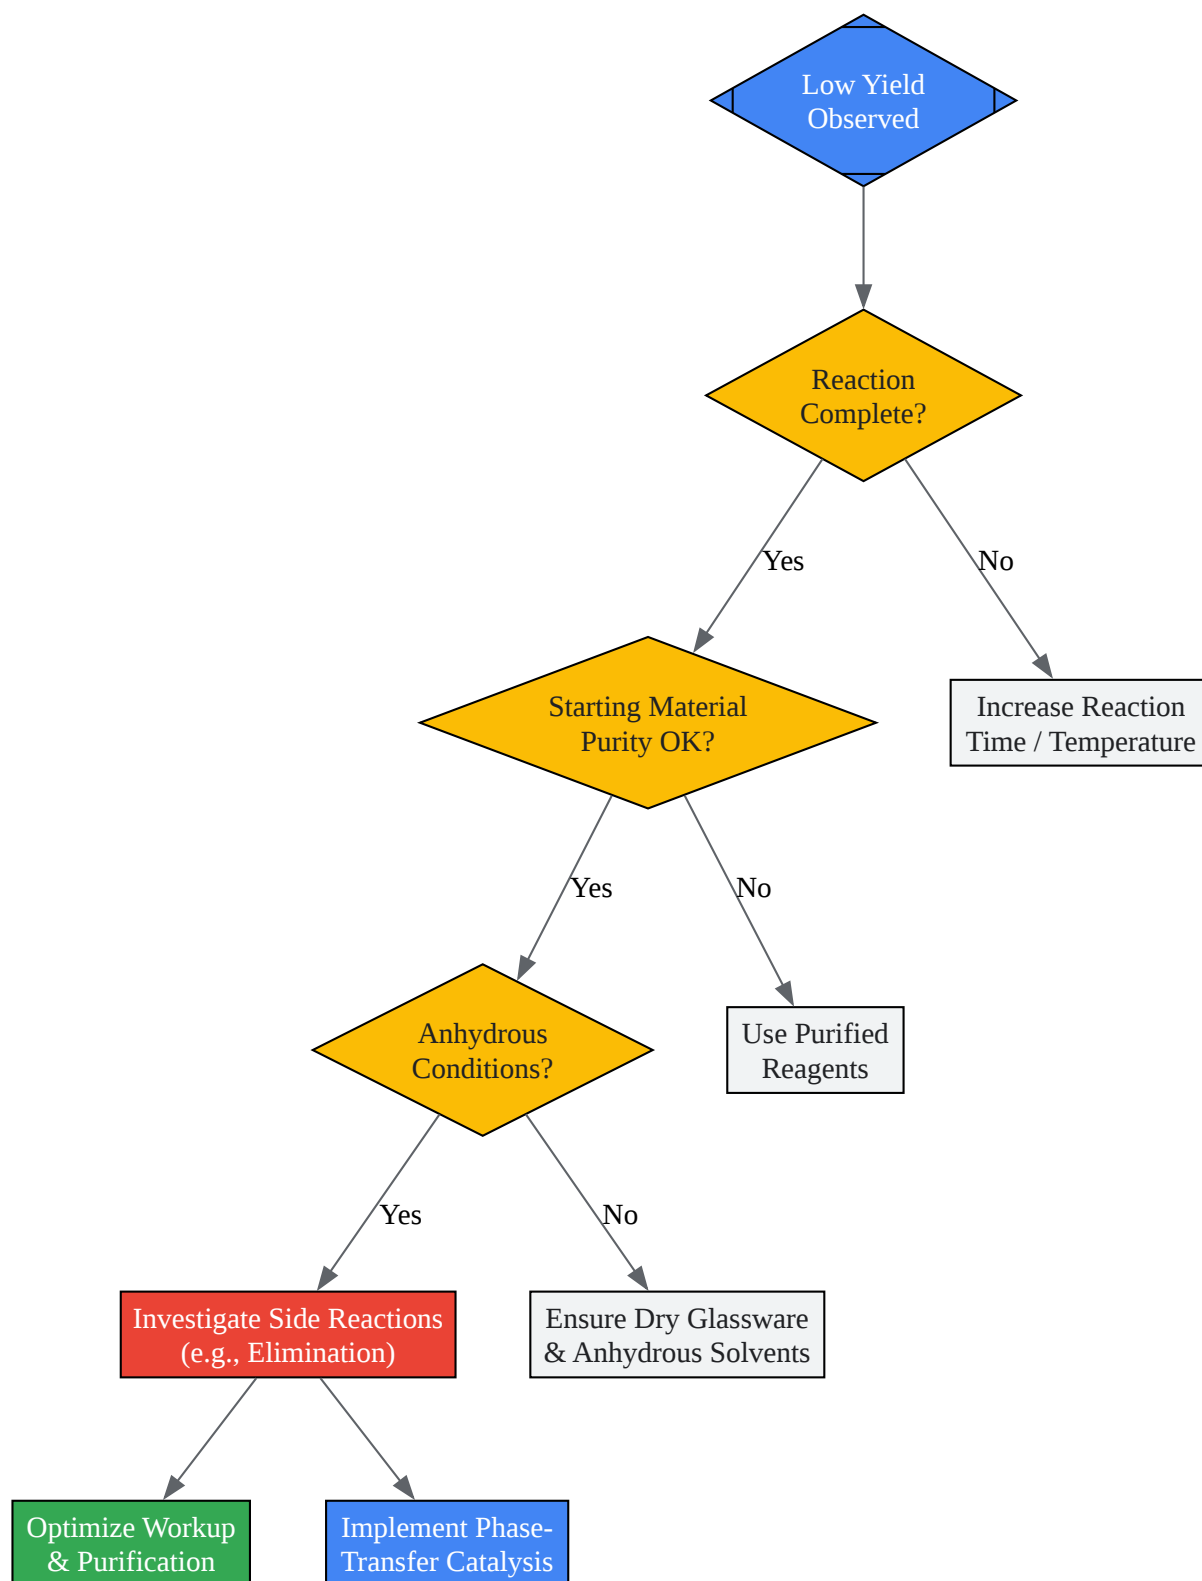 Low Yield
Observed
Reaction
Complete?
Yes
No
Starting Material
Purity OK?
Increase Reaction
Time / Temperature
Yes
No
Anhydrous
Conditions?
Use Purified
Reagents
Yes
No
Investigate Side Reactions
(e.g., Elimination)
Ensure Dry Glassware
& Anhydrous Solvents
Optimize Workup
& Purification
Implement Phase-
Transfer Catalysis